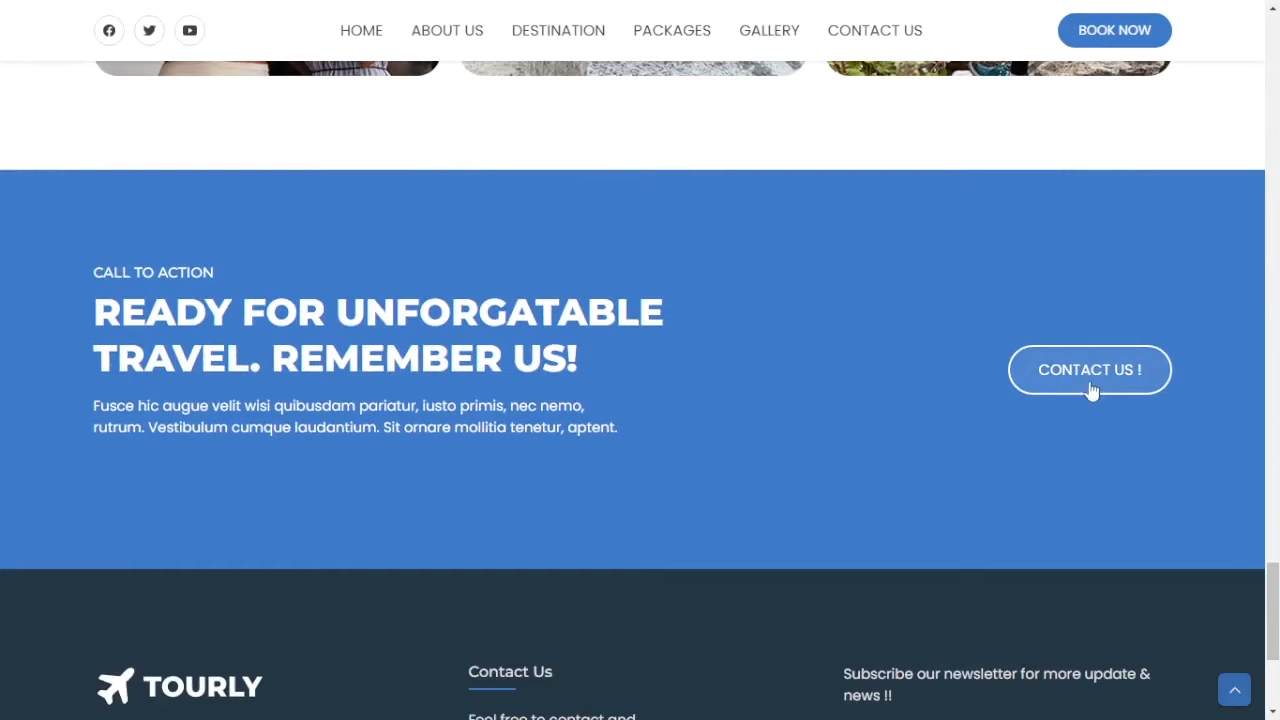 HOME ABOUT US DESTINATION PACKAGES GALLERY CONTACT US BOOK NOW
CALL TO ACTION
READY FOR UNFORGATABLE
TRAVEL. REMEMBER US!
Fusce hic augue velit wisi quibusdam pariatur, iusto primis, nec nemo,
rutrum. Vestibulum cumque laudantium. Sit ornare mollitia tenetur, aptent.
CONTACT US !
TOURLY
Contact Us
Feel free to contact and
Subscribe our newsletter for more update &
news !!